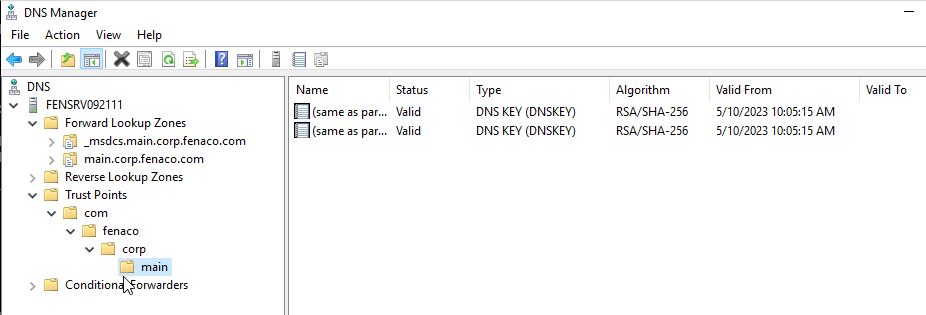 DNS Manager
File Action View Help
DNS
FENSRV092111
Forward Lookup Zones
_msdcs.main.corp.fenaco.com
main.corp.fenaco.com
Reverse Lookup Zones
Trust Points
com
fenaco
corp
main
Conditional Forwarders
Name Status Type Algorithm Valid From Valid To
(same as par... Valid DNS KEY (DNSKEY) RSA/SHA-256 5/10/2023 10:05:15 AM
(same as par... Valid DNS KEY (DNSKEY) RSA/SHA-256 5/10/2023 10:05:15 AM